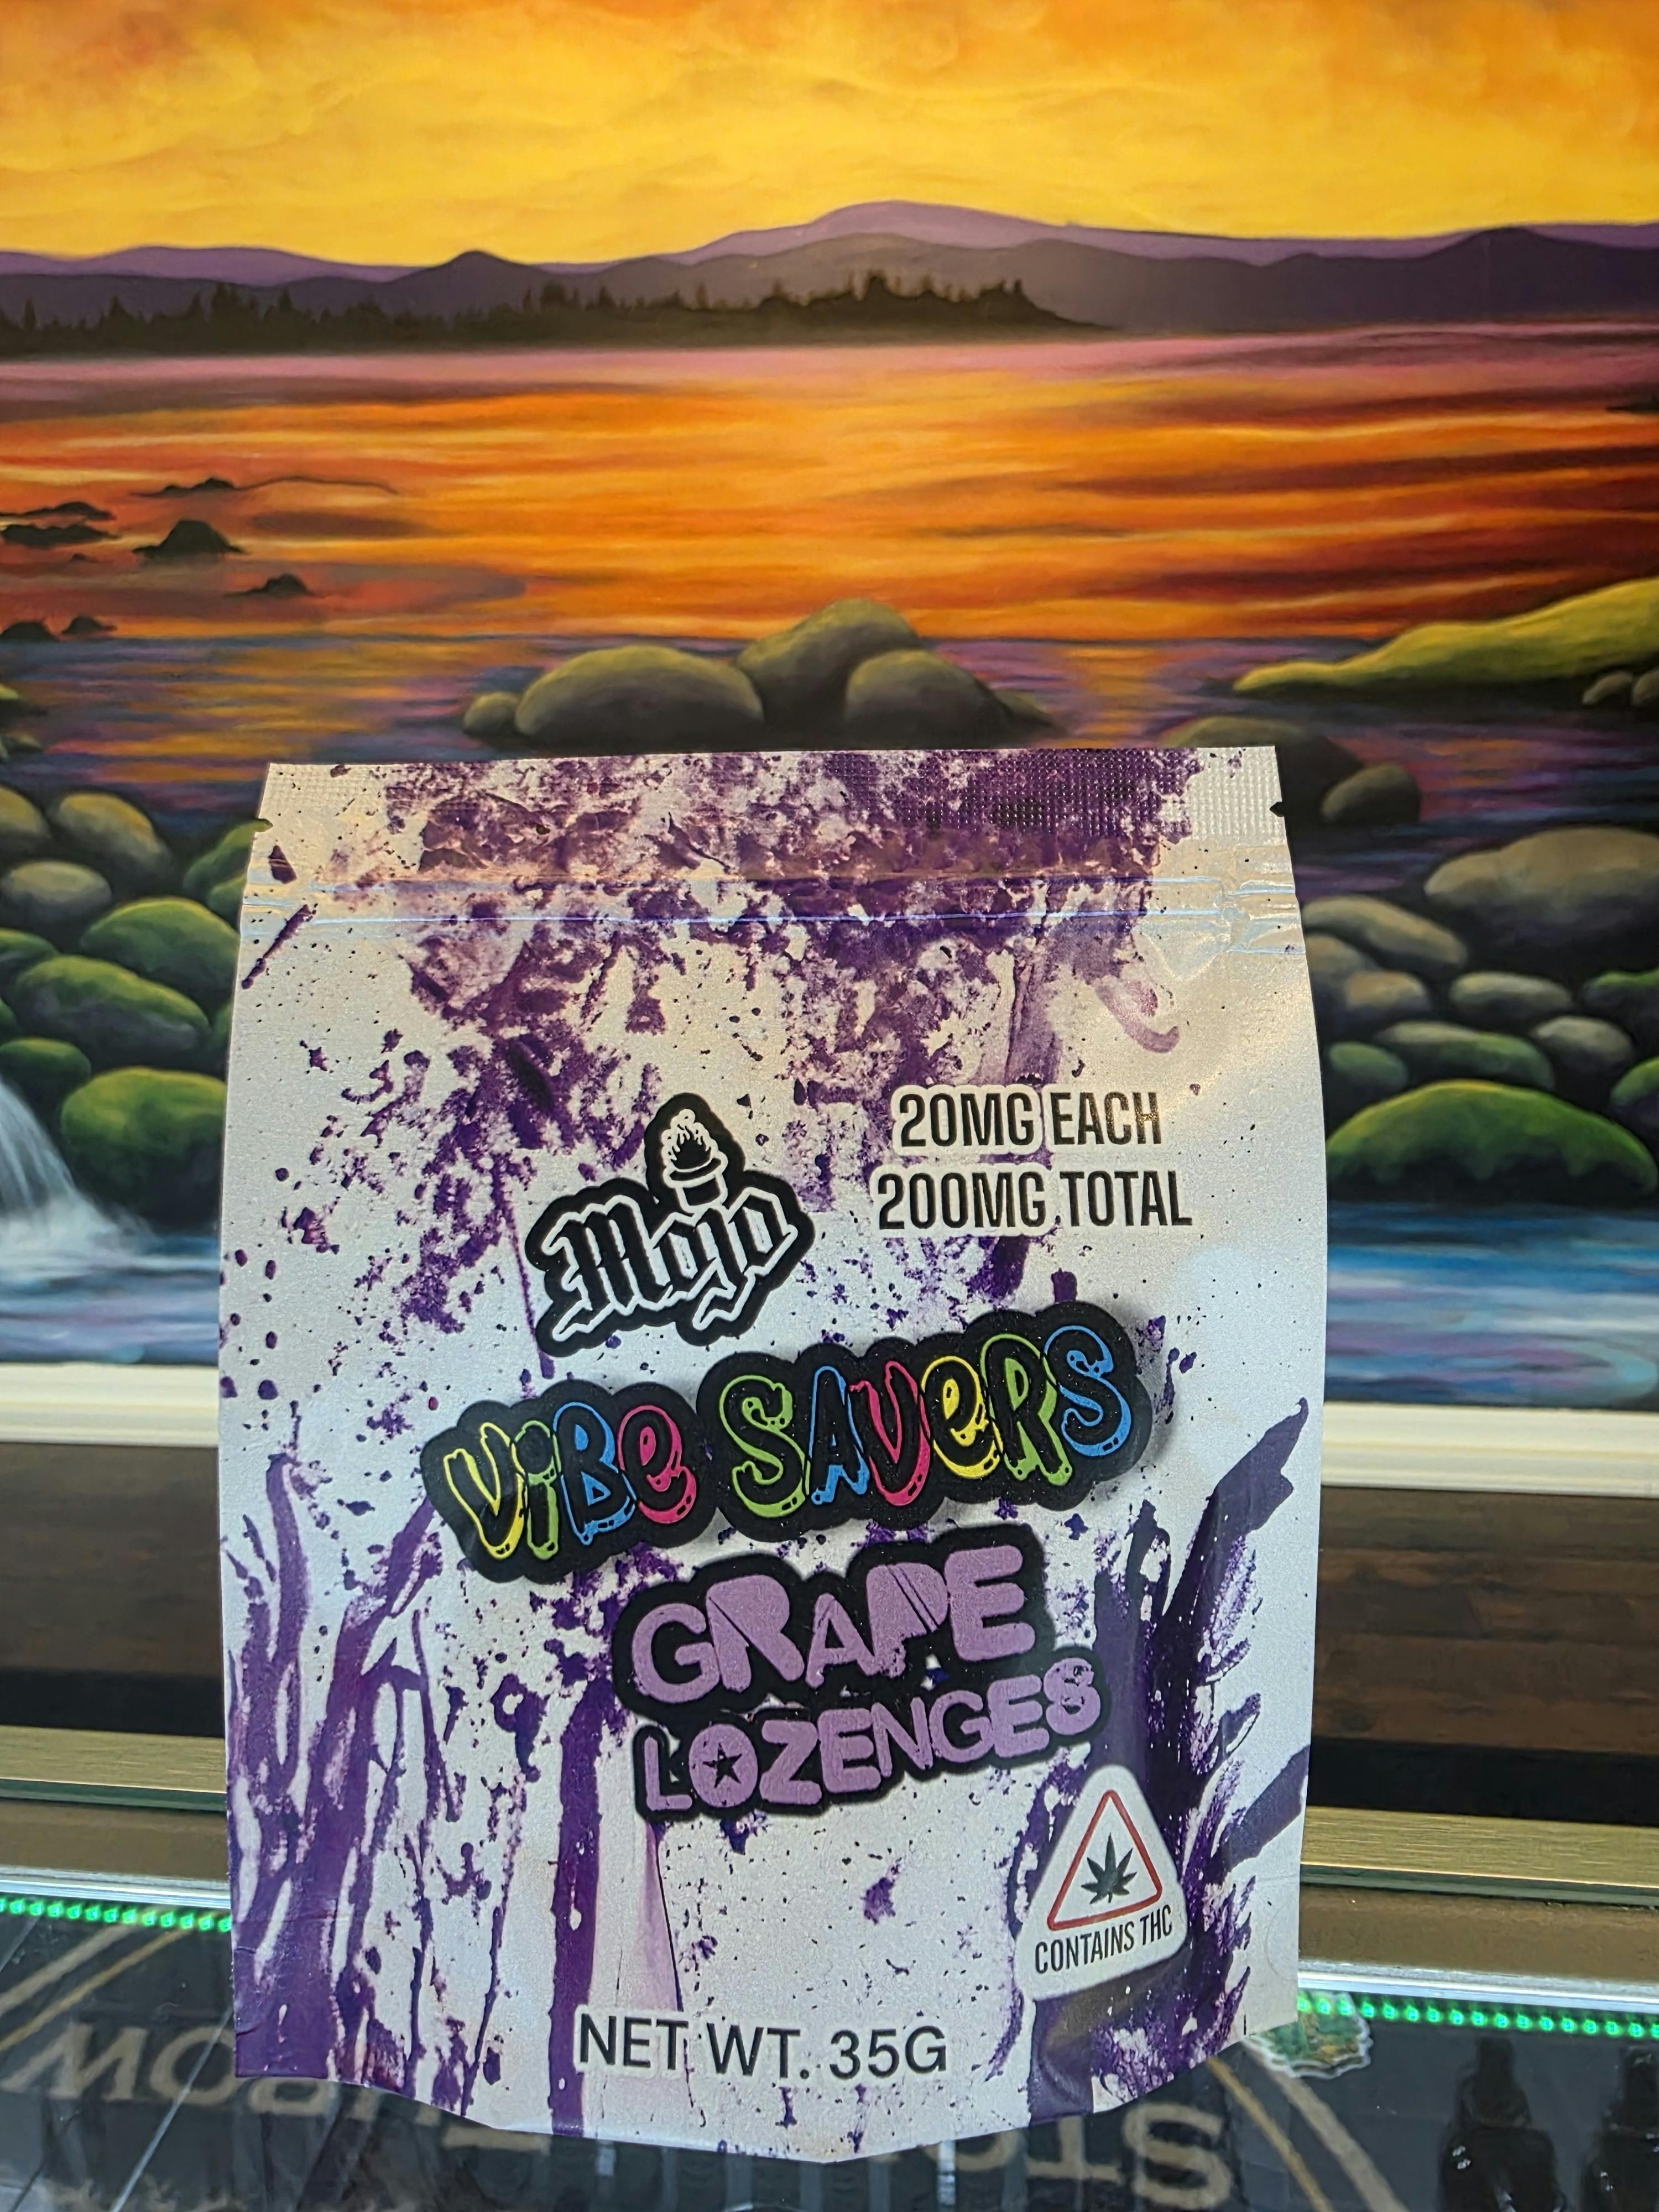 20MG EACH
200MG TOTAL
Mojo
ViBe SAVeRS
GRAPE
LOZENGES
CONTAINS THC
NET WT. 35G